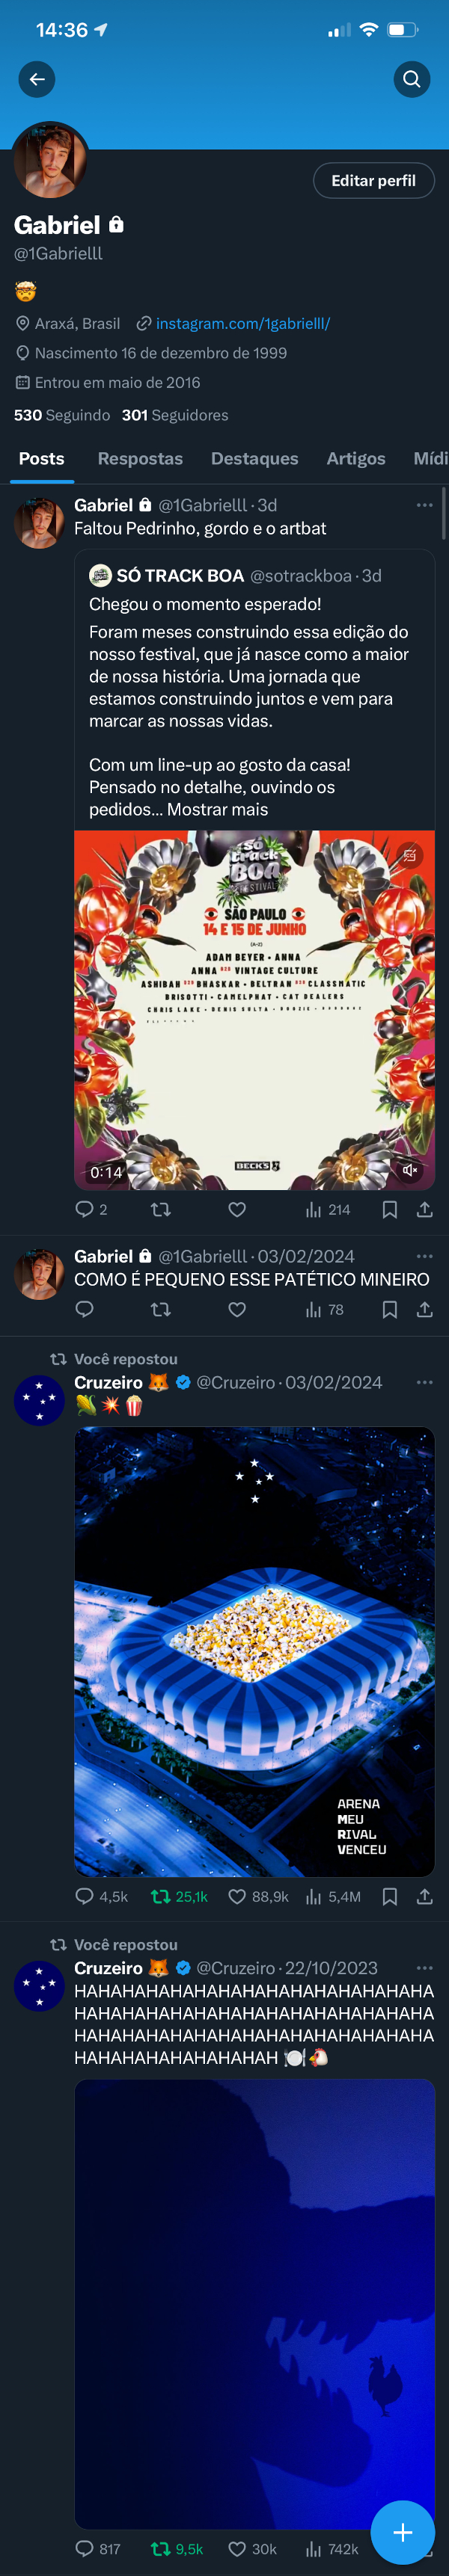 14:36
Editar perfil
Gabriel
@1Gabrielll
🤯
Araxá, Brasil instagram.com/1gabrielll/
Nascimento 16 de dezembro de 1999
Entrou em maio de 2016
530 Seguindo 301 Seguidores
Posts Respostas Destaques Artigos Mídi
Gabriel @1Gabrielll · 3d
Faltou Pedrinho, gordo e o artbat
SÓ TRACK BOA @sotrackboa · 3d
Chegou o momento esperado!
Foram meses construindo essa edição do
nosso festival, que já nasce como a maior
de nossa história. Uma jornada que
estamos construindo juntos e vem para
marcar as nossas vidas.
Com um line-up ao gosto da casa!
Pensado no detalhe, ouvindo os
pedidos... Mostrar mais
só
track
BOA
FESTIVAL
SÃO PAULO
14 E 15 DE JUNHO
(A-Z)
ADAM BEYER · ANNA
ANNA B2B VINTAGE CULTURE
ASHIBAH B2B BHASKAR · BELTRAN B2B CLASSMATIC
BRISOTTI · CAMELPHAT · CAT DEALERS
CHRIS LAKE · DENIS SULTA ·
BECK'S
0:14
2 214
Gabriel @1Gabrielll · 03/02/2024
COMO É PEQUENO ESSE PATÉTICO MINEIRO
78
Você repostou
Cruzeiro 🦊 @Cruzeiro · 03/02/2024
🌽💥🍿
ARENA
MEU
RIVAL
VENCEU
4,5k 25,1k 88,9k 5,4M
Você repostou
Cruzeiro 🦊 @Cruzeiro · 22/10/2023
HAHAHAHAHAHAHAHAHAHAHAHAHAHAHA
HAHAHAHAHAHAHAHAHAHAHAHAHAHAHA
HAHAHAHAHAHAHAHAHAHAHAHAHAHAHA
HAHAHAHAHAHAHAHAH 🍽️🐔
817 9,5k 30k 742k